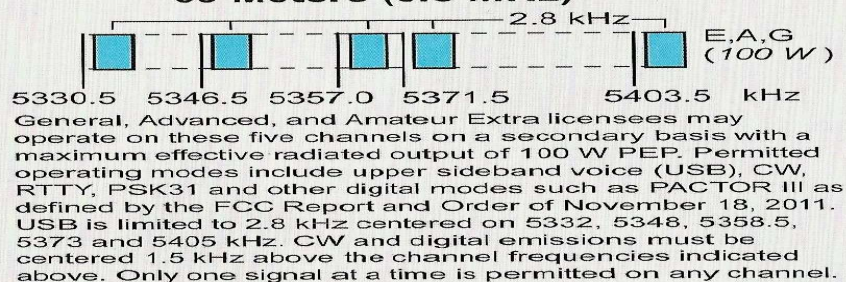 2.8 kHz
E,A,G
(100 W)
5330.5 5346.5 5357.0 5371.5 5403.5 kHz
General, Advanced, and Amateur Extra licensees may
operate on these five channels on a secondary basis with a
maximum effective radiated output of 100 W PEP. Permitted
operating modes include upper sideband voice (USB), CW,
RTTY, PSK31 and other digital modes such as PACTOR III as
defined by the FCC Report and Order of November 18, 2011.
USB is limited to 2.8 kHz centered on 5332, 5348, 5358.5,
5373 and 5405 kHz. CW and digital emissions must be
centered 1.5 kHz above the channel frequencies indicated
above. Only one signal at a time is permitted on any channel.